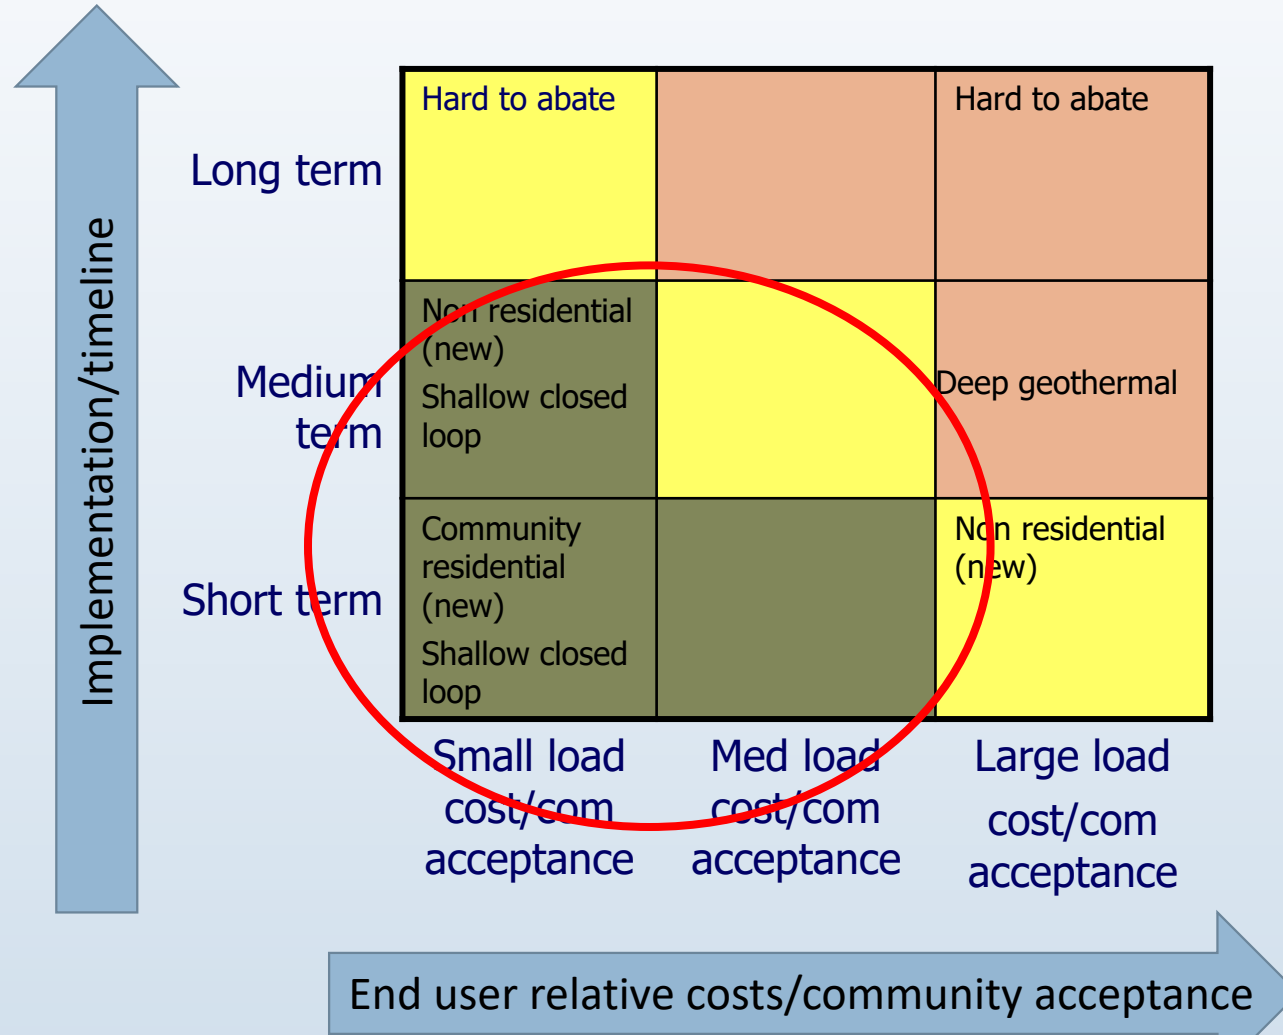 Implementation/timeline
Long term
Hard to abate
Hard to abate
Medium
term
Non residential
(new)
Shallow closed
loop
Deep geothermal
Short term
Community
residential
(new)
Shallow closed
loop
Non residential
(new)
Small load
cost/com
acceptance
Med load
cost/com
acceptance
Large load
cost/com
acceptance
End user relative costs/community acceptance